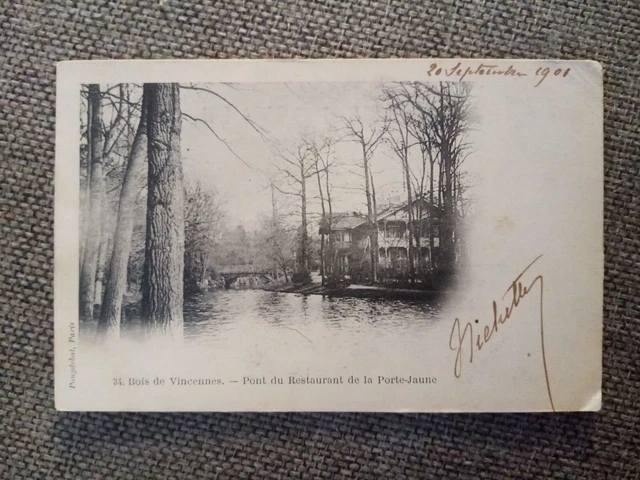 20 Septembre 1901
34. Bois de Vincennes. — Pont du Restaurant de la Porte-Jaune